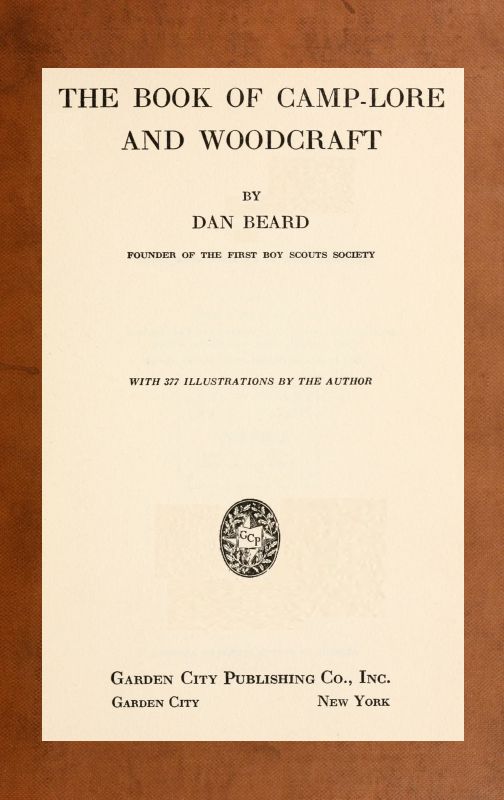 THE BOOK OF CAMP-LORE
AND WOODCRAFT
BY
DAN BEARD
FOUNDER OF THE FIRST BOY SCOUTS SOCIETY
WITH 377 ILLUSTRATIONS BY THE AUTHOR
GCP
GARDEN CITY PUBLISHING CO., INC.
GARDEN CITY NEW YORK